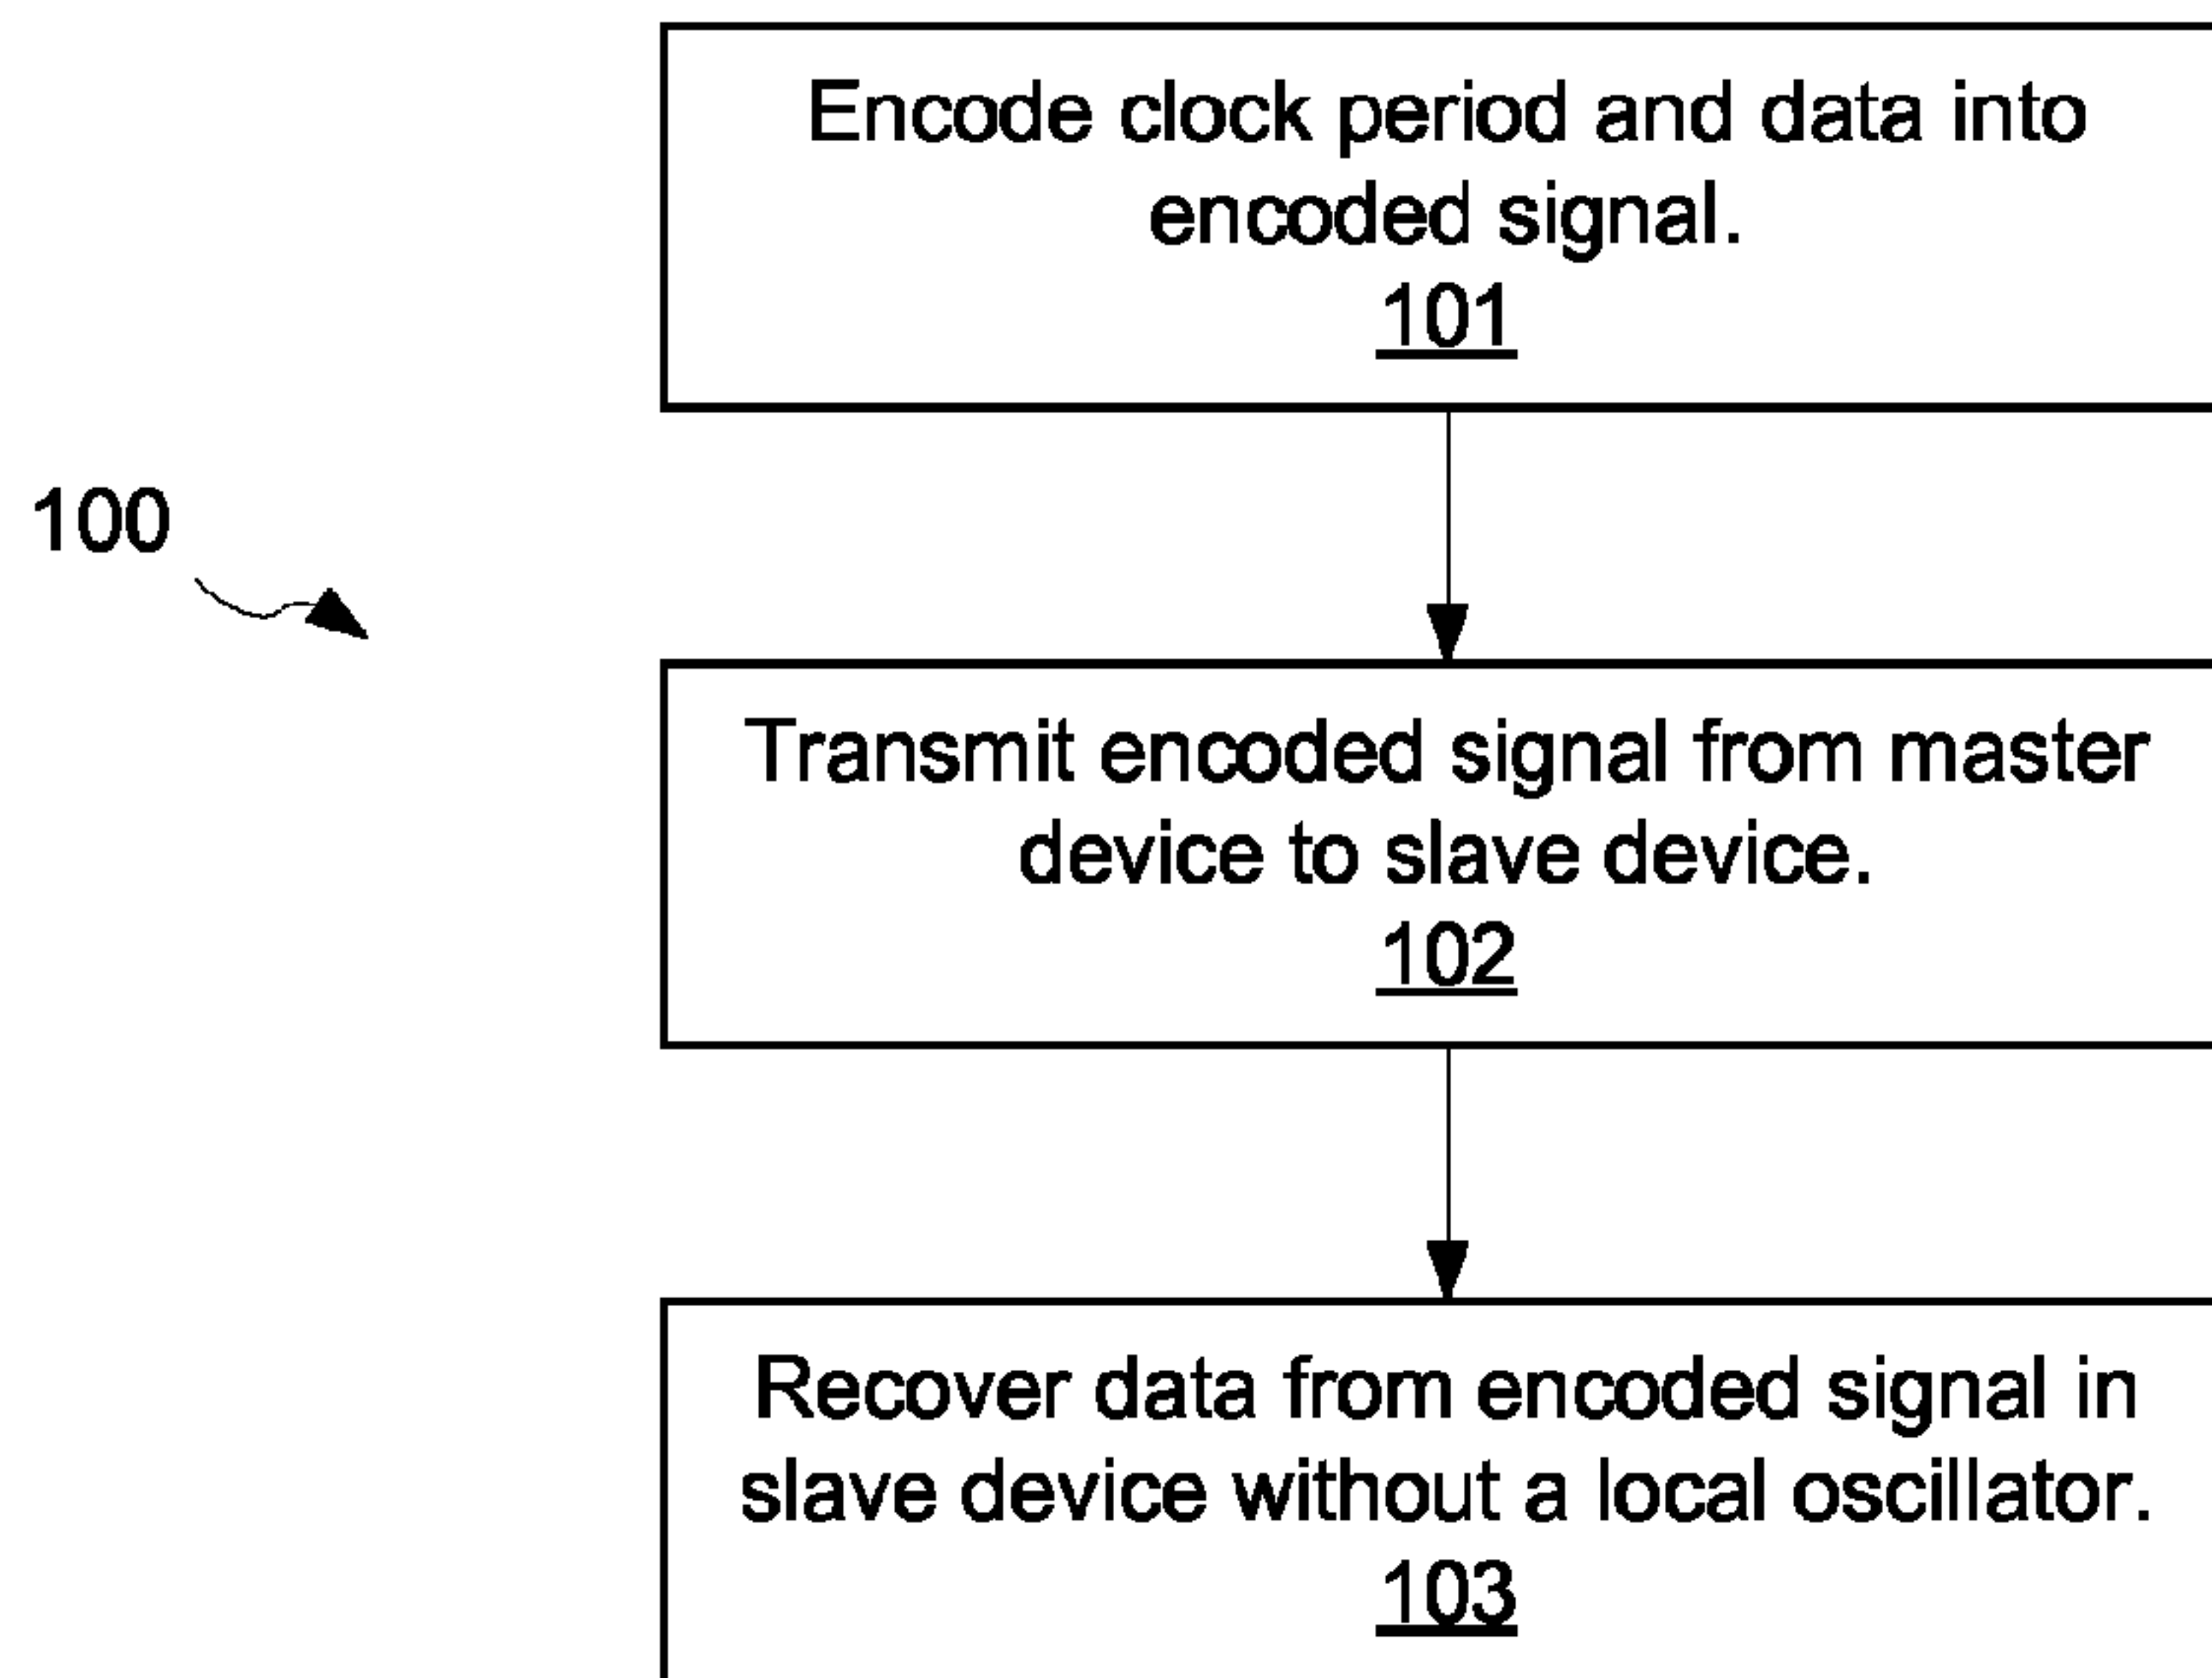 Encode clock period and data into
encoded signal.
101
100
Transmit encoded signal from master
device to slave device.
102
Recover data from encoded signal in
slave device without a local oscillator.
103